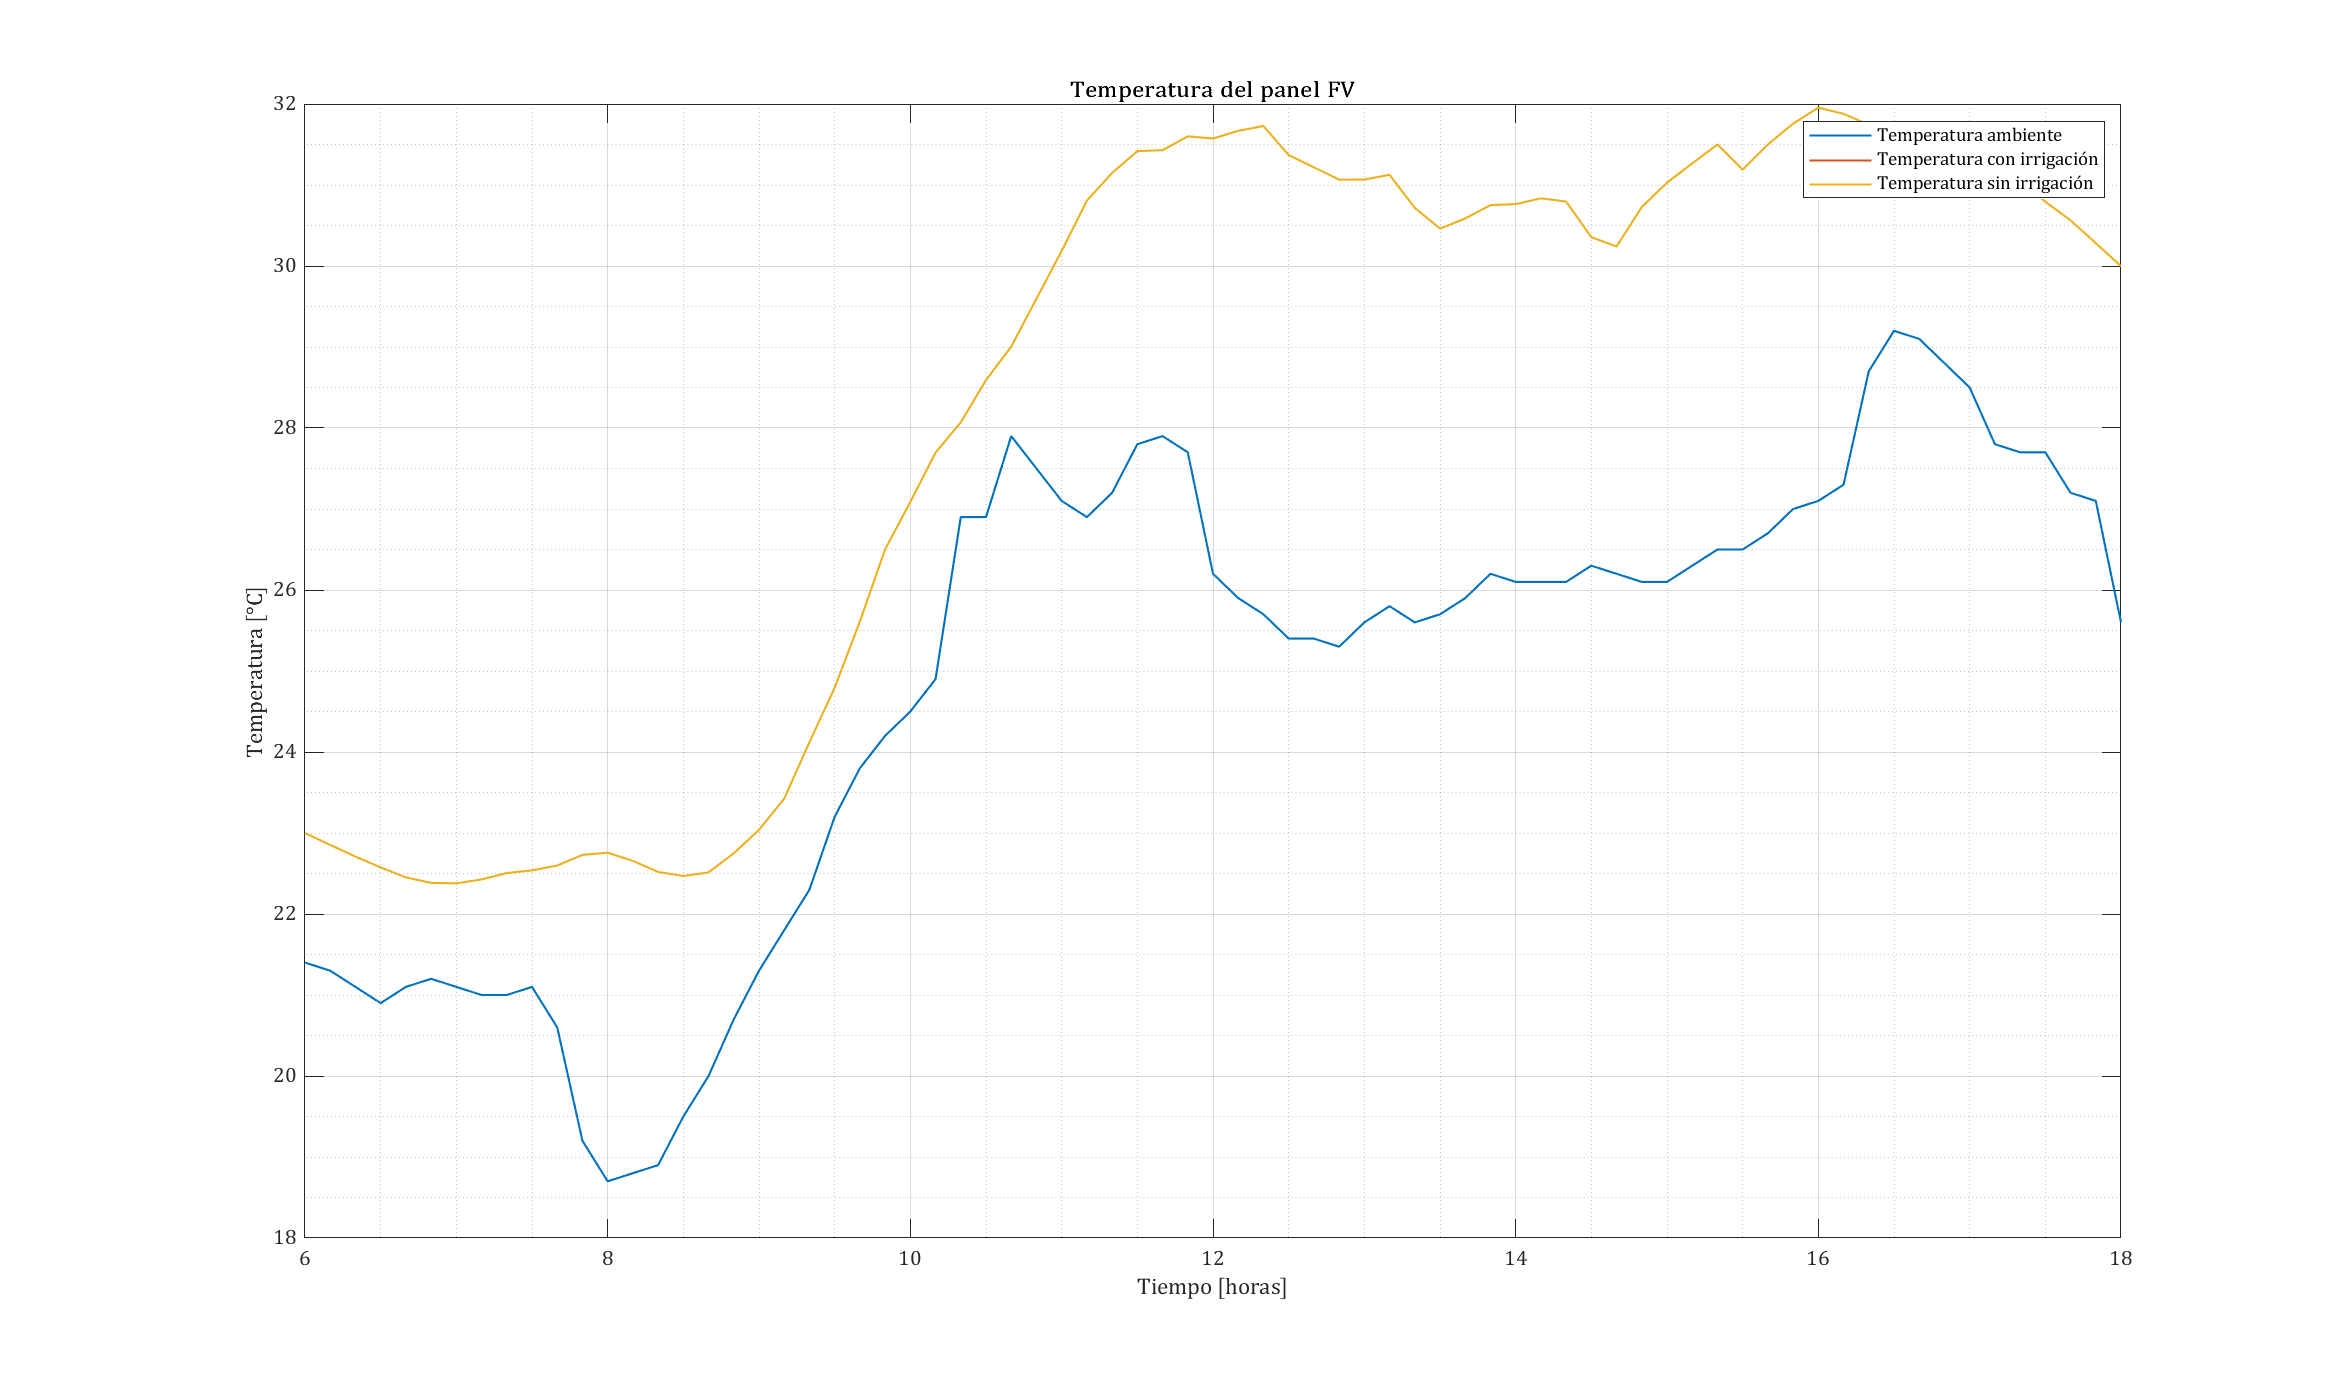 Temperatura del panel FV
32
30
28
26
24
22
20
18
Temperatura [°C]
Temperatura ambiente
Temperatura con irrigación
Temperatura sin irrigación
6 8 10 12 14 16 18
Tiempo [horas]